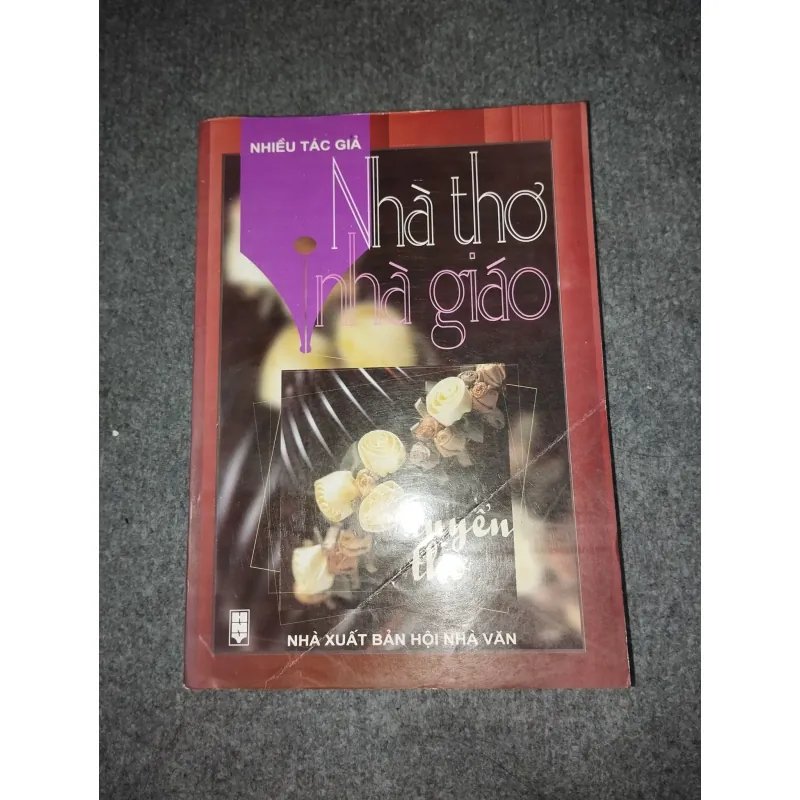 NHIỀU TÁC GIẢ
Nhà thơ
nhà giáo
NHÀ XUẤT BẢN HỘI NHÀ VĂN